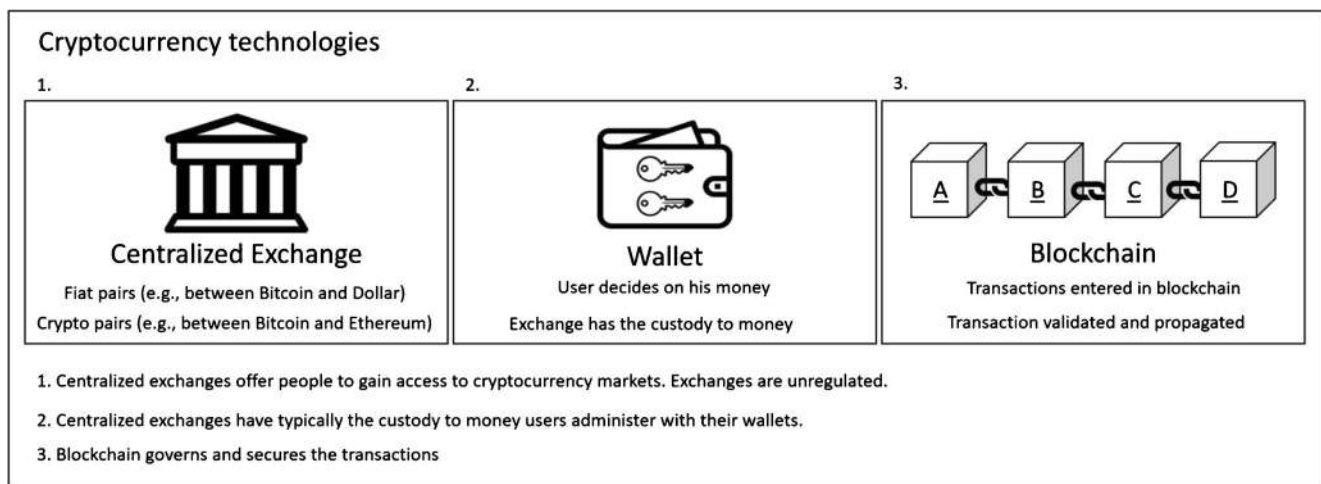 Cryptocurrency technologies
1.
2.
3.
A B C D
Centralized Exchange
Fiat pairs (e.g., between Bitcoin and Dollar)
Crypto pairs (e.g., between Bitcoin and Ethereum)
Wallet
User decides on his money
Exchange has the custody to money
Blockchain
Transactions entered in blockchain
Transaction validated and propagated
1. Centralized exchanges offer people to gain access to cryptocurrency markets. Exchanges are unregulated.
2. Centralized exchanges have typically the custody to money users administer with their wallets.
3. Blockchain governs and secures the transactions